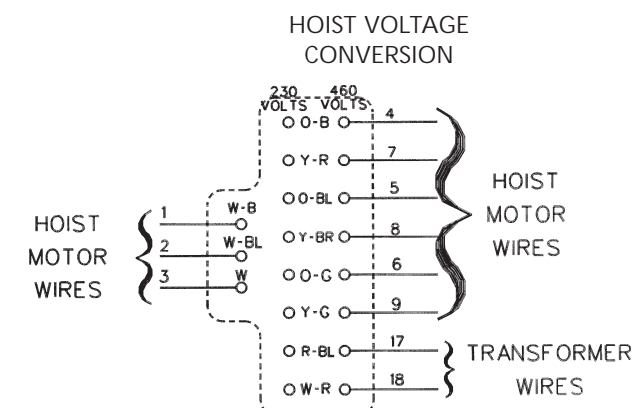 HOIST VOLTAGE
CONVERSION
230 460
VOLTS VOLTS
O-B 4
Y-R 7
O-BL 5
Y-BR 8
O-G 6
Y-G 9
R-BL 17
W-R 18
HOIST
MOTOR
WIRES
1 W-B
2 W-BL
3 W
HOIST
MOTOR
WIRES
TRANSFORMER
WIRES